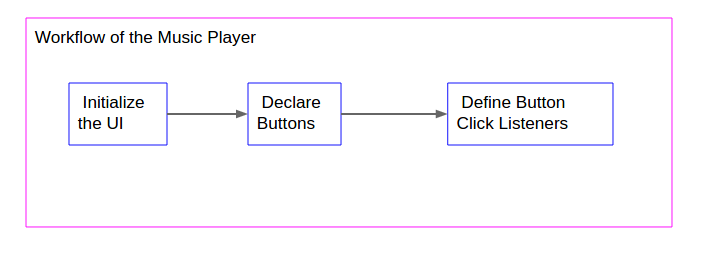 Workflow of the Music Player
Initialize
the UI
Declare
Buttons
Define Button
Click Listeners